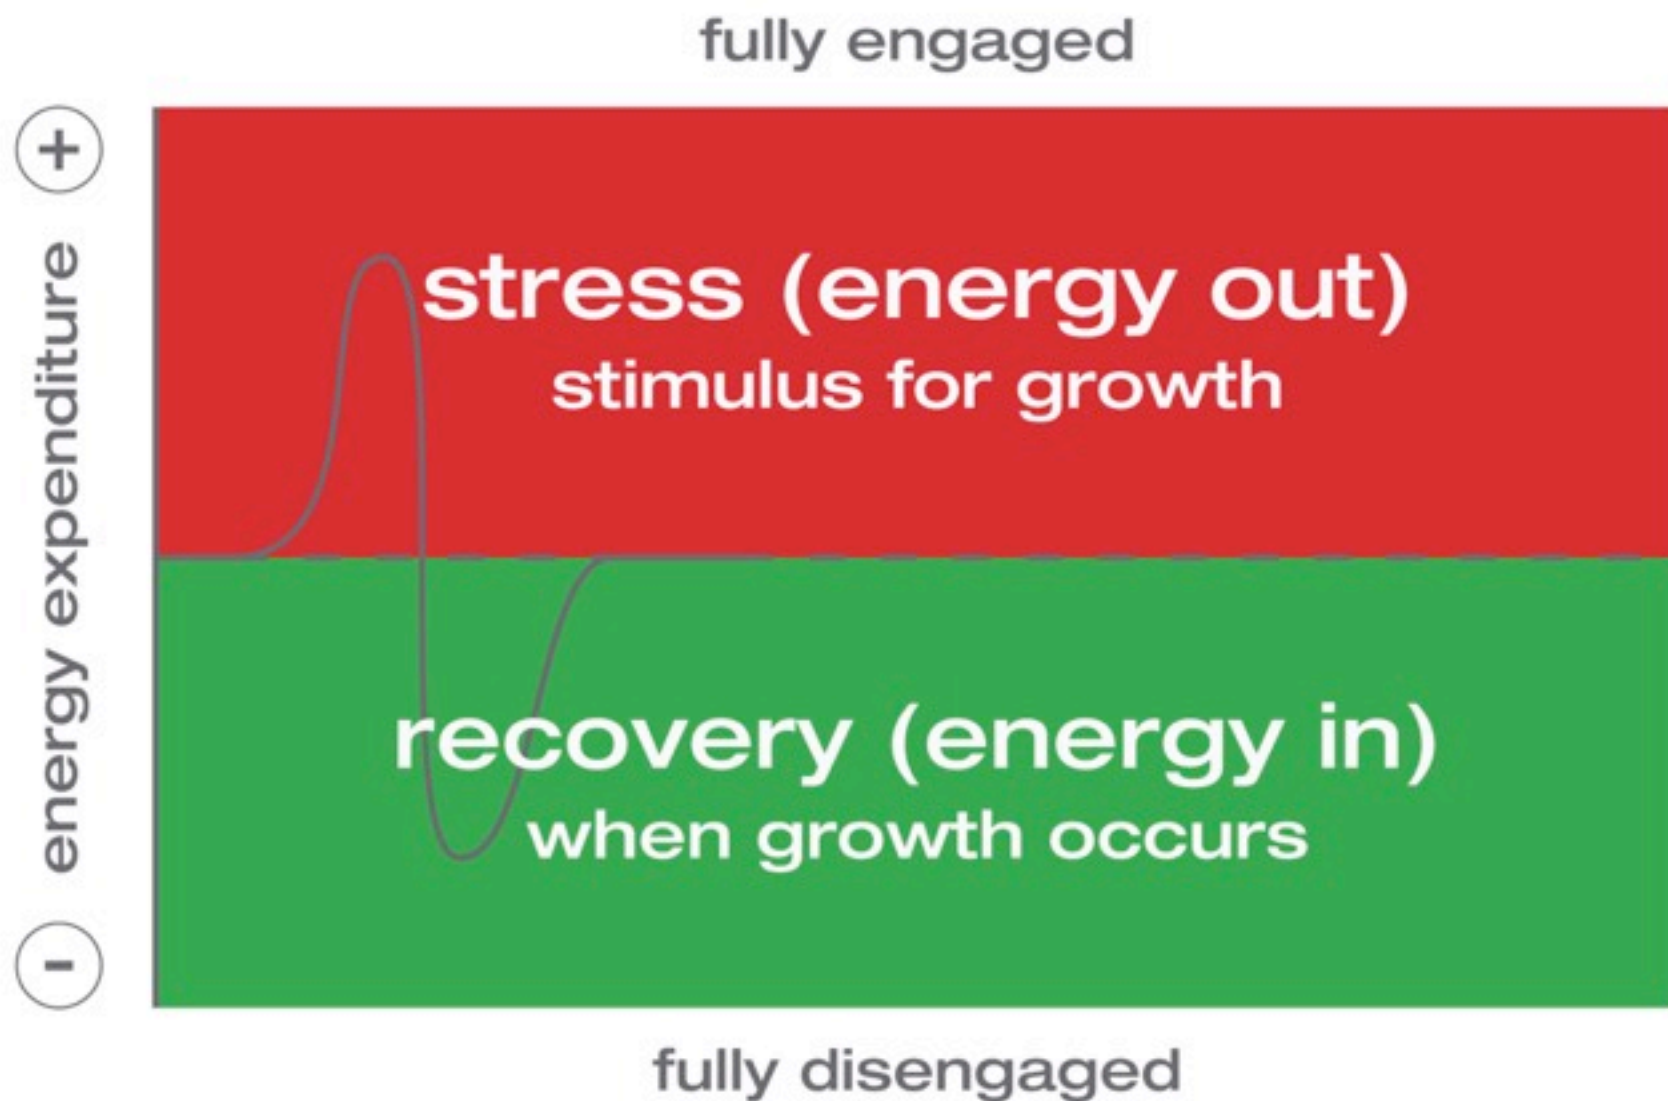 fully engaged
+
energy expenditure
-
stress (energy out)
stimulus for growth
recovery (energy in)
when growth occurs
fully disengaged